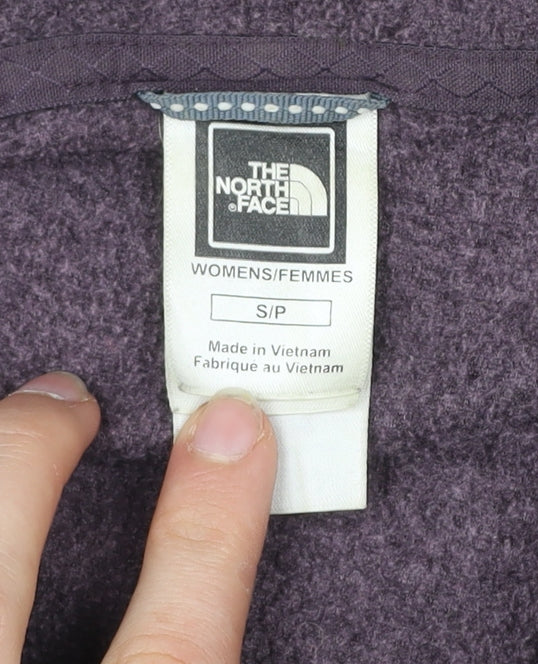 THE
NORTH
®FACE
WOMENS/FEMMES
S/P
Made in Vietnam
Fabrique au Vietnam